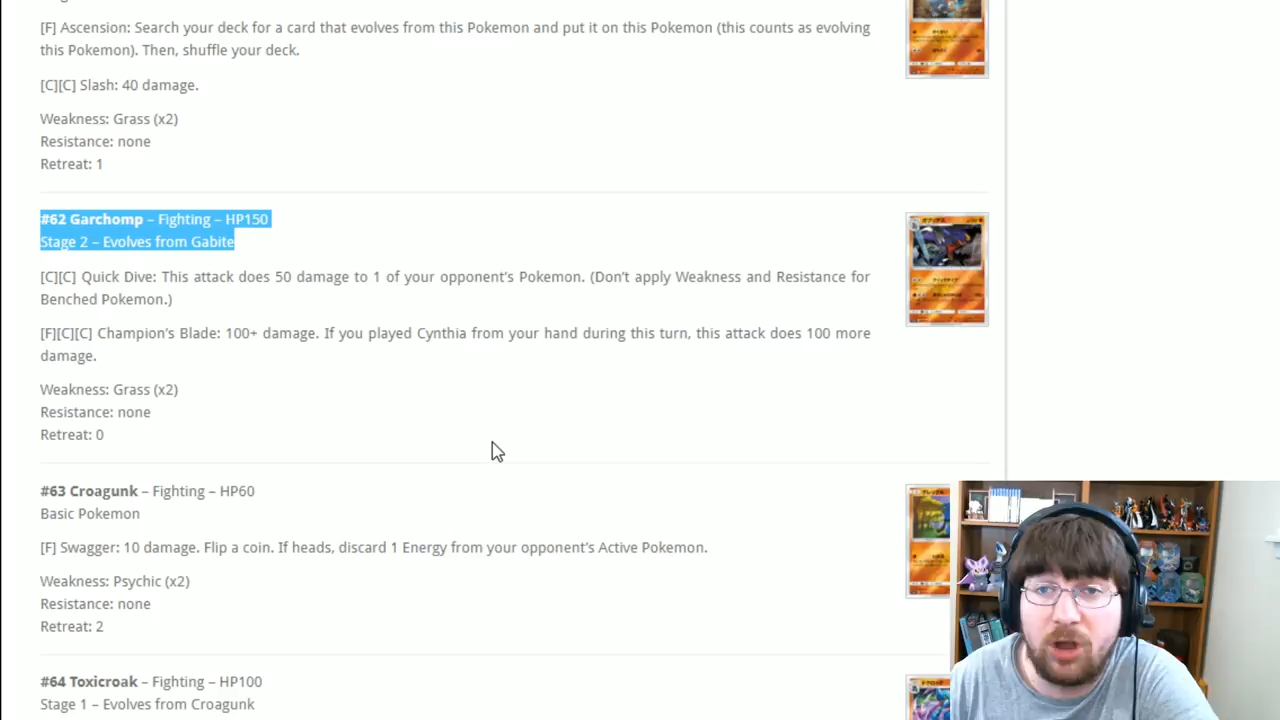 [F] Ascension: Search your deck for a card that evolves from this Pokemon and put it on this Pokemon (this counts as evolving
this Pokemon). Then, shuffle your deck.
[C][C] Slash: 40 damage.
Weakness: Grass (x2)
Resistance: none
Retreat: 1
#62 Garchomp – Fighting – HP150
Stage 2 – Evolves from Gabite
[C][C] Quick Dive: This attack does 50 damage to 1 of your opponent's Pokemon. (Don't apply Weakness and Resistance for
Benched Pokemon.)
[F][C][C] Champion's Blade: 100+ damage. If you played Cynthia from your hand during this turn, this attack does 100 more
damage.
Weakness: Grass (x2)
Resistance: none
Retreat: 0
#63 Croagunk – Fighting – HP60
Basic Pokemon
[F] Swagger: 10 damage. Flip a coin. If heads, discard 1 Energy from your opponent's Active Pokemon.
Weakness: Psychic (x2)
Resistance: none
Retreat: 2
#64 Toxicroak – Fighting – HP100
Stage 1 – Evolves from Croagunk